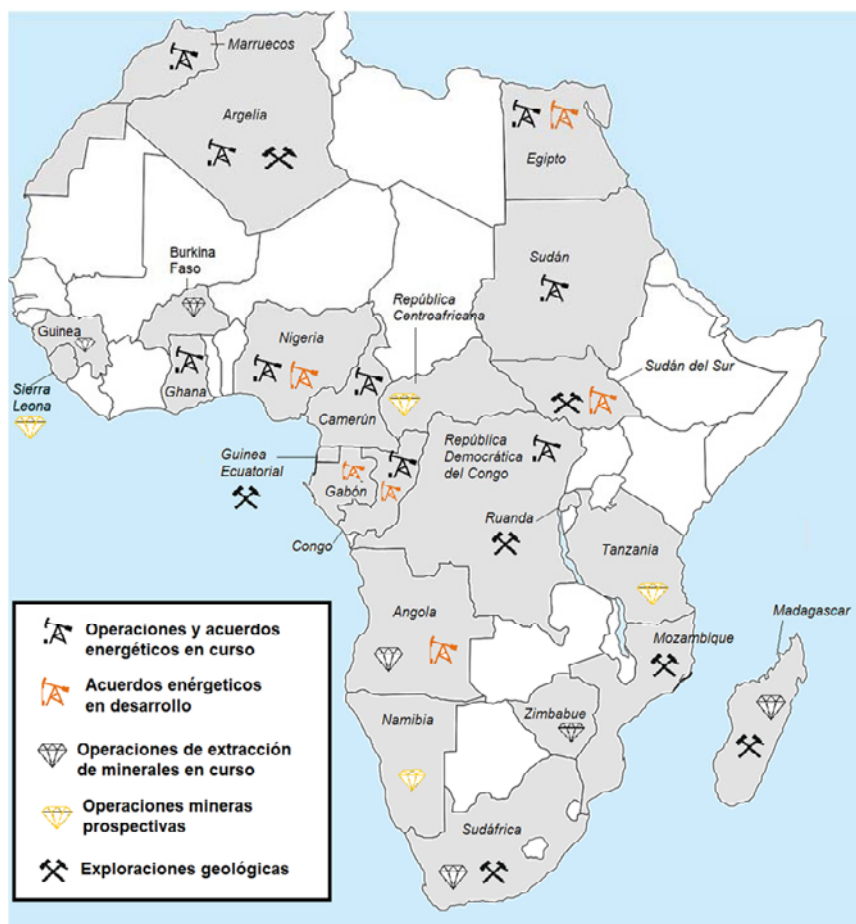 Marruecos
Argelia
Egipto
Burkina
Faso
Sudán
República
Centroafricana
Guinea
Nigeria
Sudán del Sur
Ghana
Sierra
Leona
Camerún
República
Democrática
del Congo
Guinea
Ecuatorial
Gabón
Ruanda
Congo
Tanzania
Angola
Madagascar
Mozambique
Namibia
Zimbabue
Sudáfrica
Operaciones y acuerdos
energéticos en curso
Acuerdos enérgeticos
en desarrollo
Operaciones de extracción
de minerales en curso
Operaciones mineras
prospectivas
Exploraciones geológicas